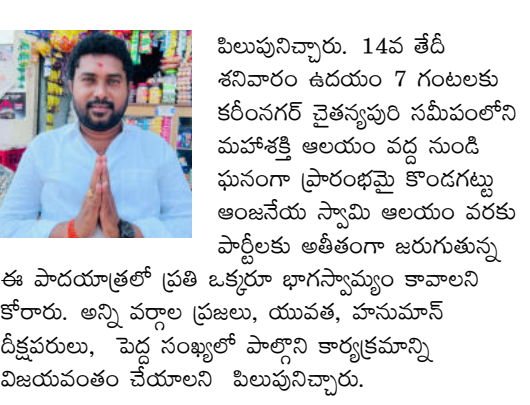 పిలుపునిచ్చారు. 14వ తేదీ
శనివారం ఉదయం 7 గంటలకు
కరీంనగర్ చైతన్యపురి సమీపంలోని
మహాశక్తి ఆలయం వద్ద నుండి
ఘనంగా ప్రారంభమై కొండగట్టు
ఆంజనేయ స్వామి ఆలయం వరకు
పార్టీలకు అతీతంగా జరుగుతున్న
ఈ పాదయాత్రలో ప్రతి ఒక్కరూ భాగస్వామ్యం కావాలని
కోరారు. అన్ని వర్గాల ప్రజలు, యువత, హనుమాన్
దీక్షపరులు, పెద్ద సంఖ్యలో పాల్గొని కార్యక్రమాన్ని
విజయవంతం చేయాలని పిలుపునిచ్చారు.